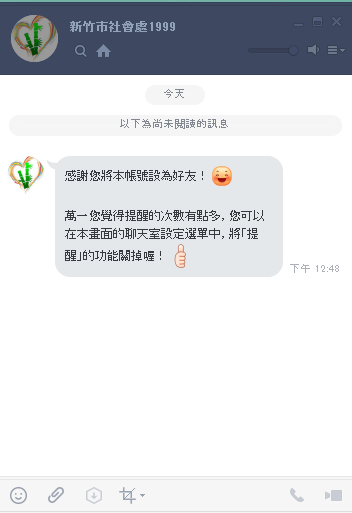 新竹市社會處1999
今天
以下為尚未閱讀的訊息
感謝您將本帳號設為好友！
萬一您覺得提醒的次數有點多, 您可以
在本畫面的聊天室設定選單中, 將「提
醒」的功能關掉喔！
下午 12:48